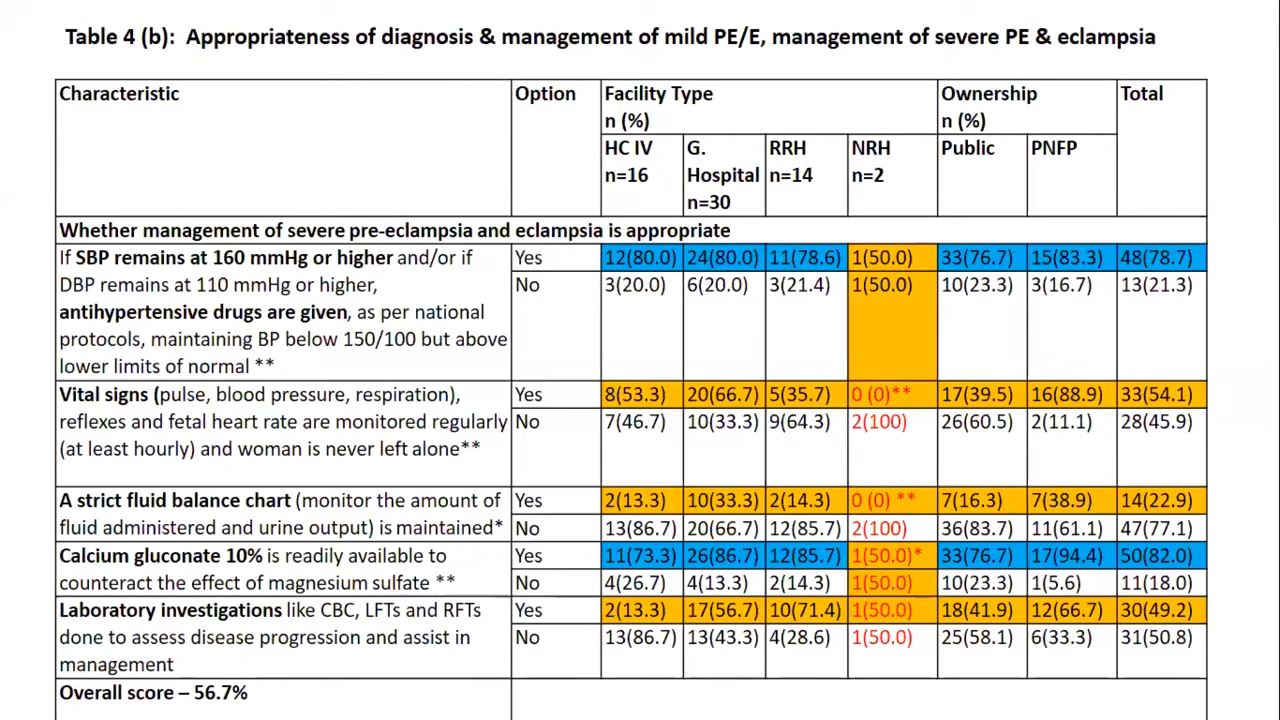 Table 4 (b): Appropriateness of diagnosis & management of mild PE/E, management of severe PE & eclampsia
Characteristic Option Facility Type Ownership Total
n (%) n (%)
HC IV G. RRH NRH Public PNFP
n=16 Hospital n=14 n=2
n=30
Whether management of severe pre-eclampsia and eclampsia is appropriate
If SBP remains at 160 mmHg or higher and/or if Yes 12(80.0) 24(80.0) 11(78.6) 1(50.0) 33(76.7) 15(83.3) 48(78.7)
DBP remains at 110 mmHg or higher, No 3(20.0) 6(20.0) 3(21.4) 1(50.0) 10(23.3) 3(16.7) 13(21.3)
antihypertensive drugs are given, as per national
protocols, maintaining BP below 150/100 but above
lower limits of normal **
Vital signs (pulse, blood pressure, respiration), Yes 8(53.3) 20(66.7) 5(35.7) 0 (0)** 17(39.5) 16(88.9) 33(54.1)
reflexes and fetal heart rate are monitored regularly No 7(46.7) 10(33.3) 9(64.3) 2(100) 26(60.5) 2(11.1) 28(45.9)
(at least hourly) and woman is never left alone**
A strict fluid balance chart (monitor the amount of Yes 2(13.3) 10(33.3) 2(14.3) 0 (0) ** 7(16.3) 7(38.9) 14(22.9)
fluid administered and urine output) is maintained* No 13(86.7) 20(66.7) 12(85.7) 2(100) 36(83.7) 11(61.1) 47(77.1)
Calcium gluconate 10% is readily available to Yes 11(73.3) 26(86.7) 12(85.7) 1(50.0)* 33(76.7) 17(94.4) 50(82.0)
counteract the effect of magnesium sulfate ** No 4(26.7) 4(13.3) 2(14.3) 1(50.0) 10(23.3) 1(5.6) 11(18.0)
Laboratory investigations like CBC, LFTs and RFTs Yes 2(13.3) 17(56.7) 10(71.4) 1(50.0) 18(41.9) 12(66.7) 30(49.2)
done to assess disease progression and assist in No 13(86.7) 13(43.3) 4(28.6) 1(50.0) 25(58.1) 6(33.3) 31(50.8)
management
Overall score – 56.7%